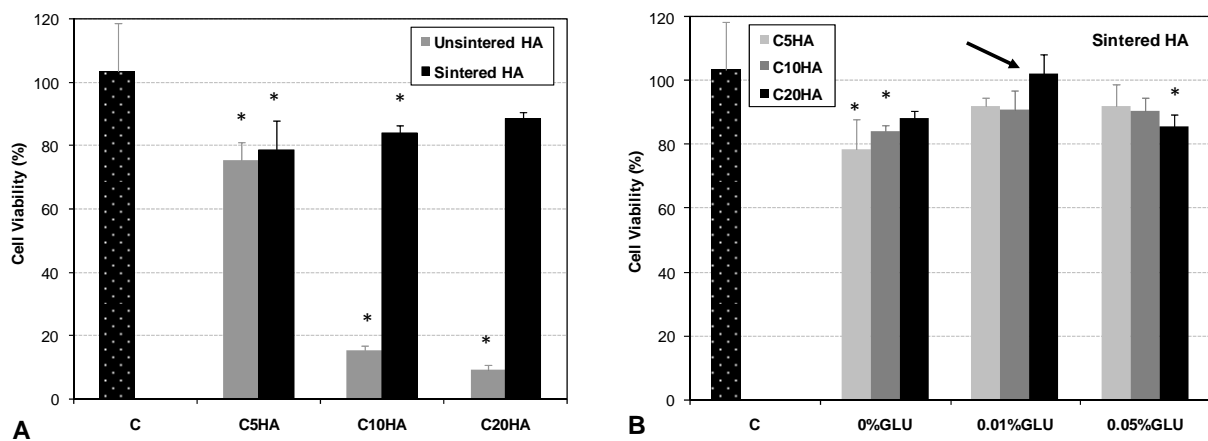 120
100
80
60
40
20
0
Cell Viability (%)
Unsintered HA
Sintered HA
* * *
* *
C C5HA C10HA C20HA
A
120
100
80
60
40
20
0
Cell Viability (%)
C5HA
C10HA
C20HA
Sintered HA
* * *
C 0%GLU 0.01%GLU 0.05%GLU
B